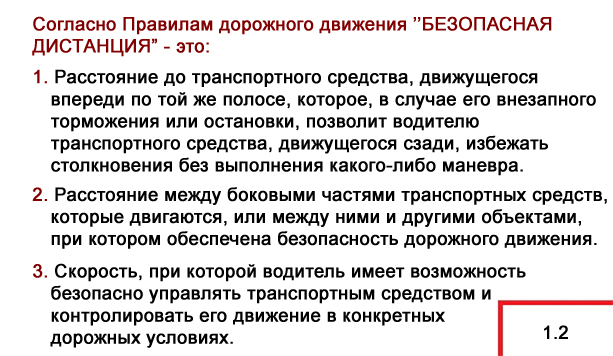 Согласно Правилам дорожного движения ’’БЕЗОПАСНАЯ
ДИСТАНЦИЯ” - это:
1. Расстояние до транспортного средства, движущегося
впереди по той же полосе, которое, в случае его внезапного
торможения или остановки, позволит водителю
транспортного средства, движущегося сзади, избежать
столкновения без выполнения какого-либо маневра.
2. Расстояние между боковыми частями транспортных средств,
которые двигаются, или между ними и другими объектами,
при котором обеспечена безопасность дорожного движения.
3. Скорость, при которой водитель имеет возможность
безопасно управлять транспортным средством и
контролировать его движение в конкретных
дорожных условиях.
1.2